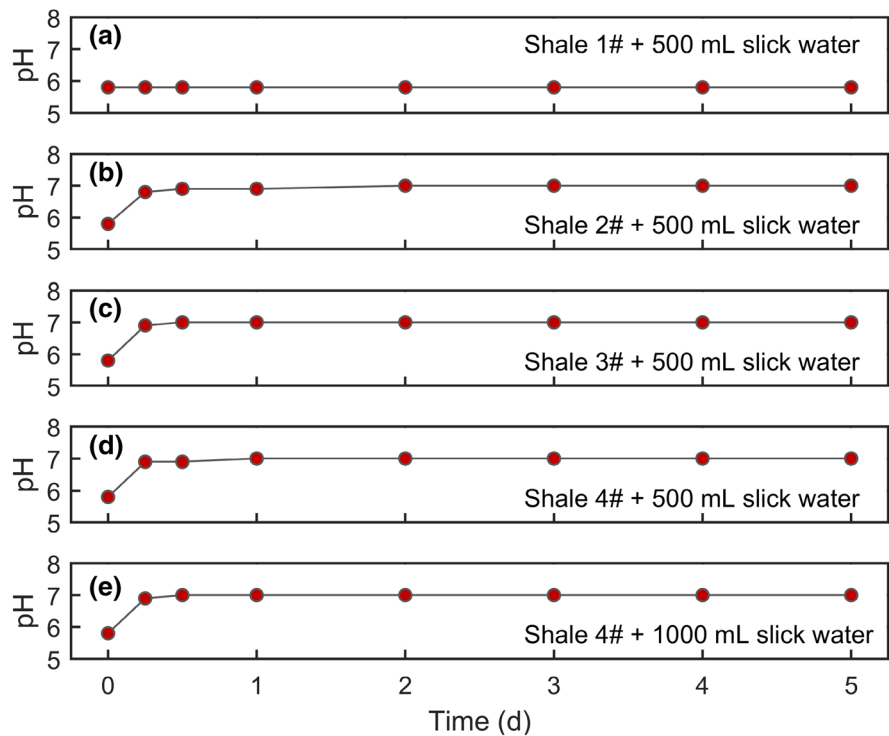 8
(a)
Shale 1# + 500 mL slick water
7
pH
6
5
8
(b)
7
pH
6
Shale 2# + 500 mL slick water
5
8
(c)
7
pH
6
Shale 3# + 500 mL slick water
5
8
(d)
7
pH
6
Shale 4# + 500 mL slick water
5
8
(e)
7
pH
6
Shale 4# + 1000 mL slick water
5
0 1 2 3 4 5
Time (d)